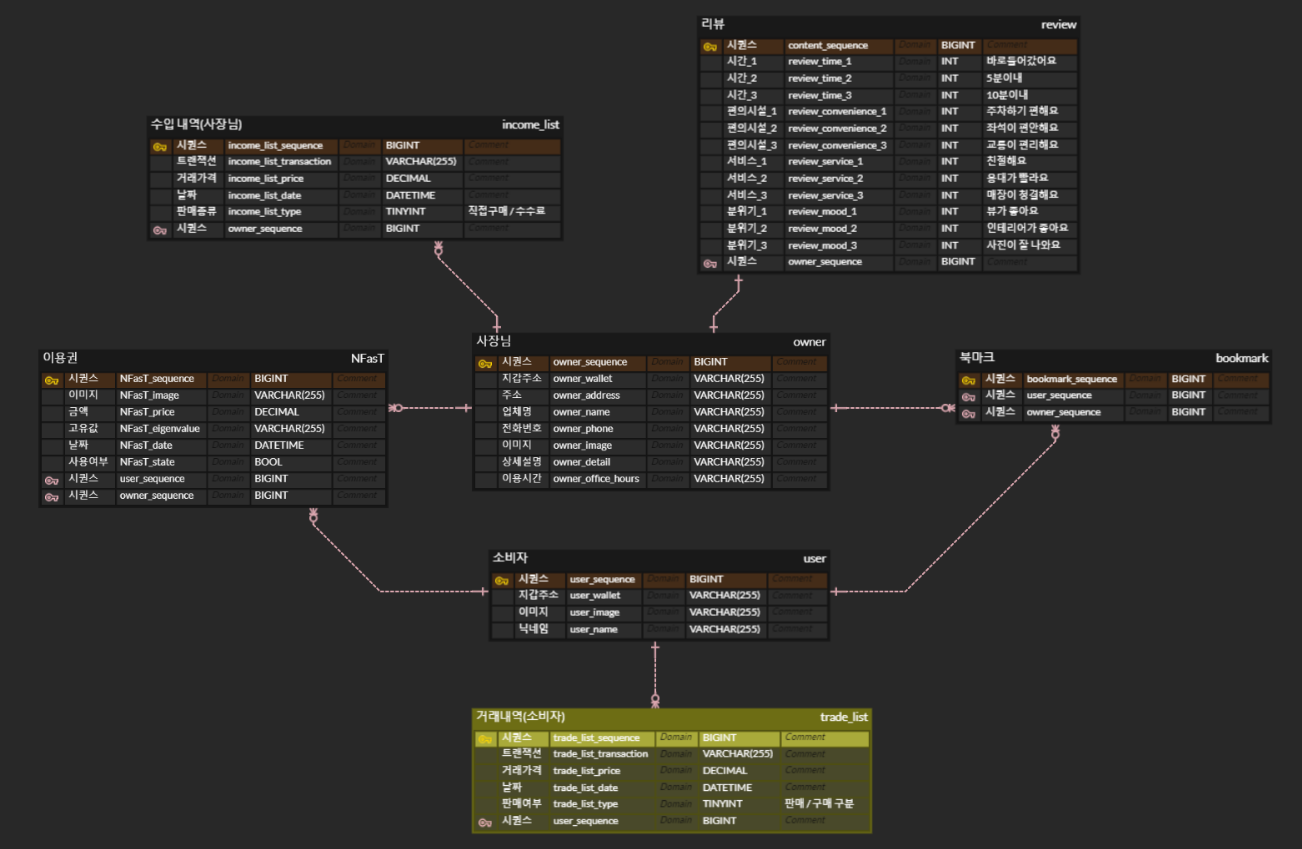 리뷰 review
시퀀스 content_sequence Domain BIGINT Comment
시간_1 review_time_1 Domain INT 바로들어갔어요
시간_2 review_time_2 Domain INT 5분이내
시간_3 review_time_3 Domain INT 10분이내
편의시설_1 review_convenience_1 Domain INT 주차하기 편해요
편의시설_2 review_convenience_2 Domain INT 좌석이 편안해요
편의시설_3 review_convenience_3 Domain INT 교통이 편리해요
서비스_1 review_service_1 Domain INT 친절해요
서비스_2 review_service_2 Domain INT 응대가 빨라요
서비스_3 review_service_3 Domain INT 매장이 청결해요
분위기_1 review_mood_1 Domain INT 뷰가 좋아요
분위기_2 review_mood_2 Domain INT 인테리어가 좋아요
분위기_3 review_mood_3 Domain INT 사진이 잘 나와요
시퀀스 owner_sequence Domain BIGINT Comment
수입 내역(사장님) income_list
시퀀스 income_list_sequence Domain BIGINT Comment
트랜잭션 income_list_transaction Domain VARCHAR(255) Comment
거래가격 income_list_price Domain DECIMAL Comment
날짜 income_list_date Domain DATETIME Comment
판매종류 income_list_type Domain TINYINT 직접구매 / 수수료
시퀀스 owner_sequence Domain BIGINT Comment
사장님 owner
시퀀스 owner_sequence Domain BIGINT Comment
지갑주소 owner_wallet Domain VARCHAR(255) Comment
주소 owner_address Domain VARCHAR(255) Comment
업체명 owner_name Domain VARCHAR(255) Comment
전화번호 owner_phone Domain VARCHAR(255) Comment
이미지 owner_image Domain VARCHAR(255) Comment
상세설명 owner_detail Domain VARCHAR(255) Comment
이용시간 owner_office_hours Domain VARCHAR(255) Comment
이용권 NFasT
시퀀스 NFasT_sequence Domain BIGINT Comment
이미지 NFasT_image Domain VARCHAR(255) Comment
금액 NFasT_price Domain DECIMAL Comment
고유값 NFasT_eigenvalue Domain VARCHAR(255) Comment
날짜 NFasT_date Domain DATETIME Comment
사용여부 NFasT_state Domain BOOL Comment
시퀀스 user_sequence Domain BIGINT Comment
시퀀스 owner_sequence Domain BIGINT Comment
북마크 bookmark
시퀀스 bookmark_sequence Domain BIGINT Comment
시퀀스 user_sequence Domain BIGINT Comment
시퀀스 owner_sequence Domain BIGINT Comment
소비자 user
시퀀스 user_sequence Domain BIGINT Comment
지갑주소 user_wallet Domain VARCHAR(255) Comment
이미지 user_image Domain VARCHAR(255) Comment
닉네임 user_name Domain VARCHAR(255) Comment
거래내역(소비자) trade_list
시퀀스 trade_list_sequence Domain BIGINT Comment
트랜잭션 trade_list_transaction Domain VARCHAR(255) Comment
거래가격 trade_list_price Domain DECIMAL Comment
날짜 trade_list_date Domain DATETIME Comment
판매여부 trade_list_type Domain TINYINT 판매 / 구매 구분
시퀀스 user_sequence Domain BIGINT Comment